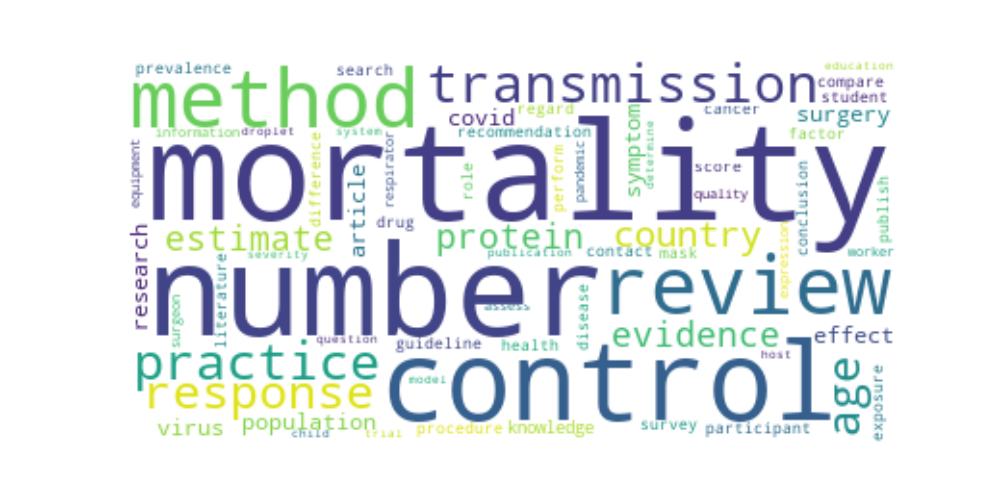 prevalence
search
education
method
transmission
compare
student
covid
regard
cancer
surgery
information
droplet
system
recommendation
factor
mortality
equipment
difference
article
respirator
role
perform
pandemic
symptom
determine
score
quality
conclusion
publish
drug
estimate
protein
country
research
literature
severity
publication
contact
mask
expression
worker
number
review
surgeon
assess
disease
evidence
effect
question
guideline
health
host
practice
control
model
response
age
exposure
virus
population
child
trial
procedure
knowledge
survey
participant